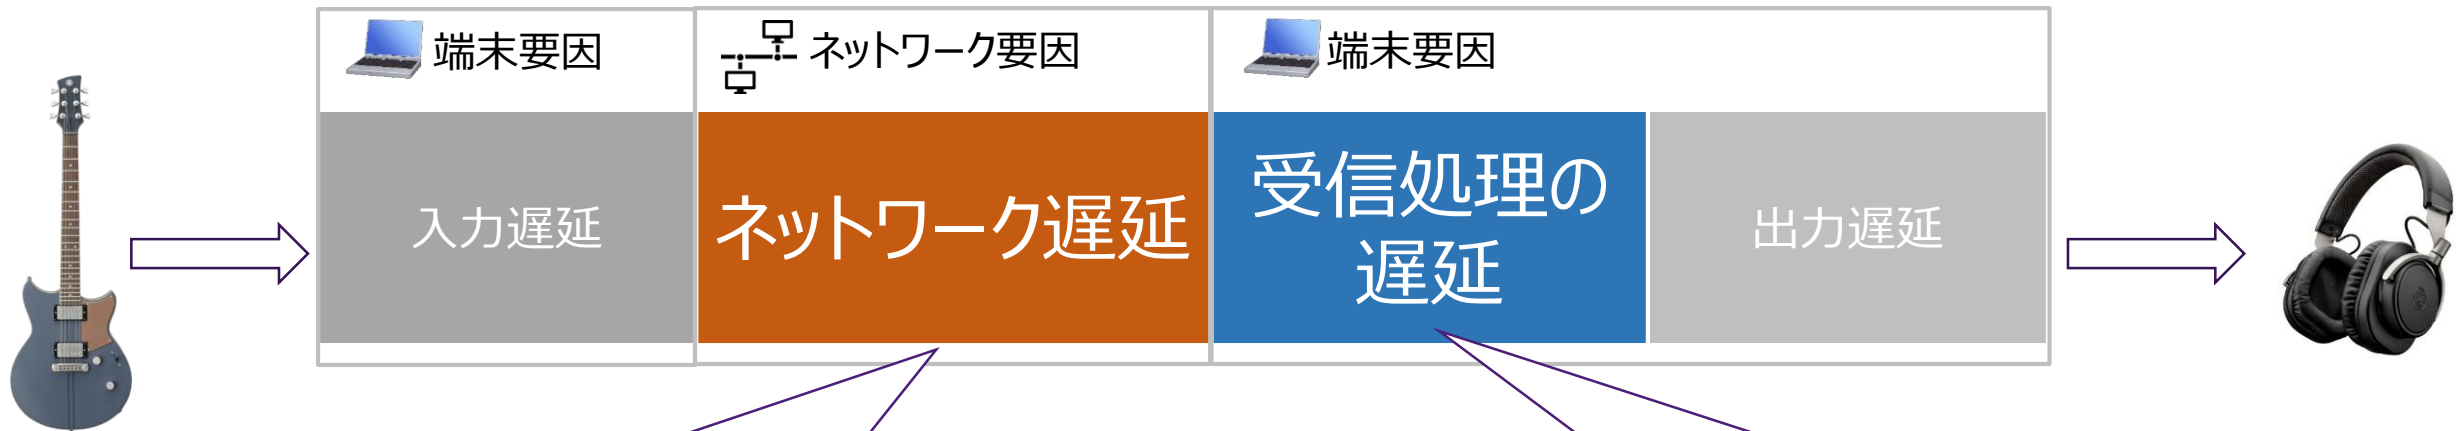 端末要因
ネットワーク要因
端末要因
入力遅延
ネットワーク遅延
受信処理の
遅延
出力遅延